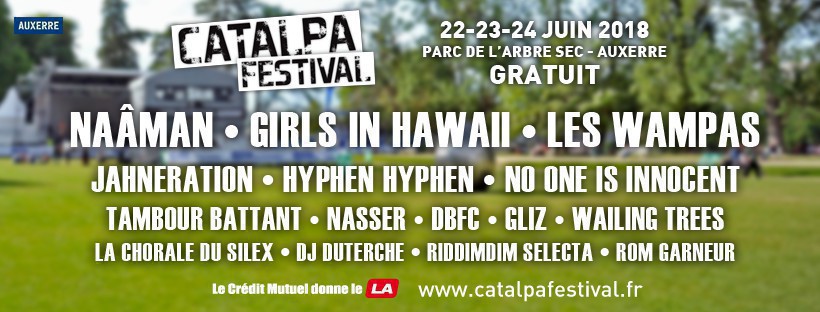 AUXERRE
CATALPA
FESTIVAL
22-23-24 JUIN 2018
PARC DE L'ARBRE SEC - AUXERRE
GRATUIT
NAÂMAN • GIRLS IN HAWAII • LES WAMPAS
JAHNERATION • HYPHEN HYPHEN • NO ONE IS INNOCENT
TAMBOUR BATTANT • NASSER • DBFC • GLIZ • WAILING TREES
LA CHORALE DU SILEX • DJ DUTERCHE • RIDDIMDIM SELECTA • ROM GARNEUR
Le Crédit Mutuel donne le LA www.catalpafestival.fr